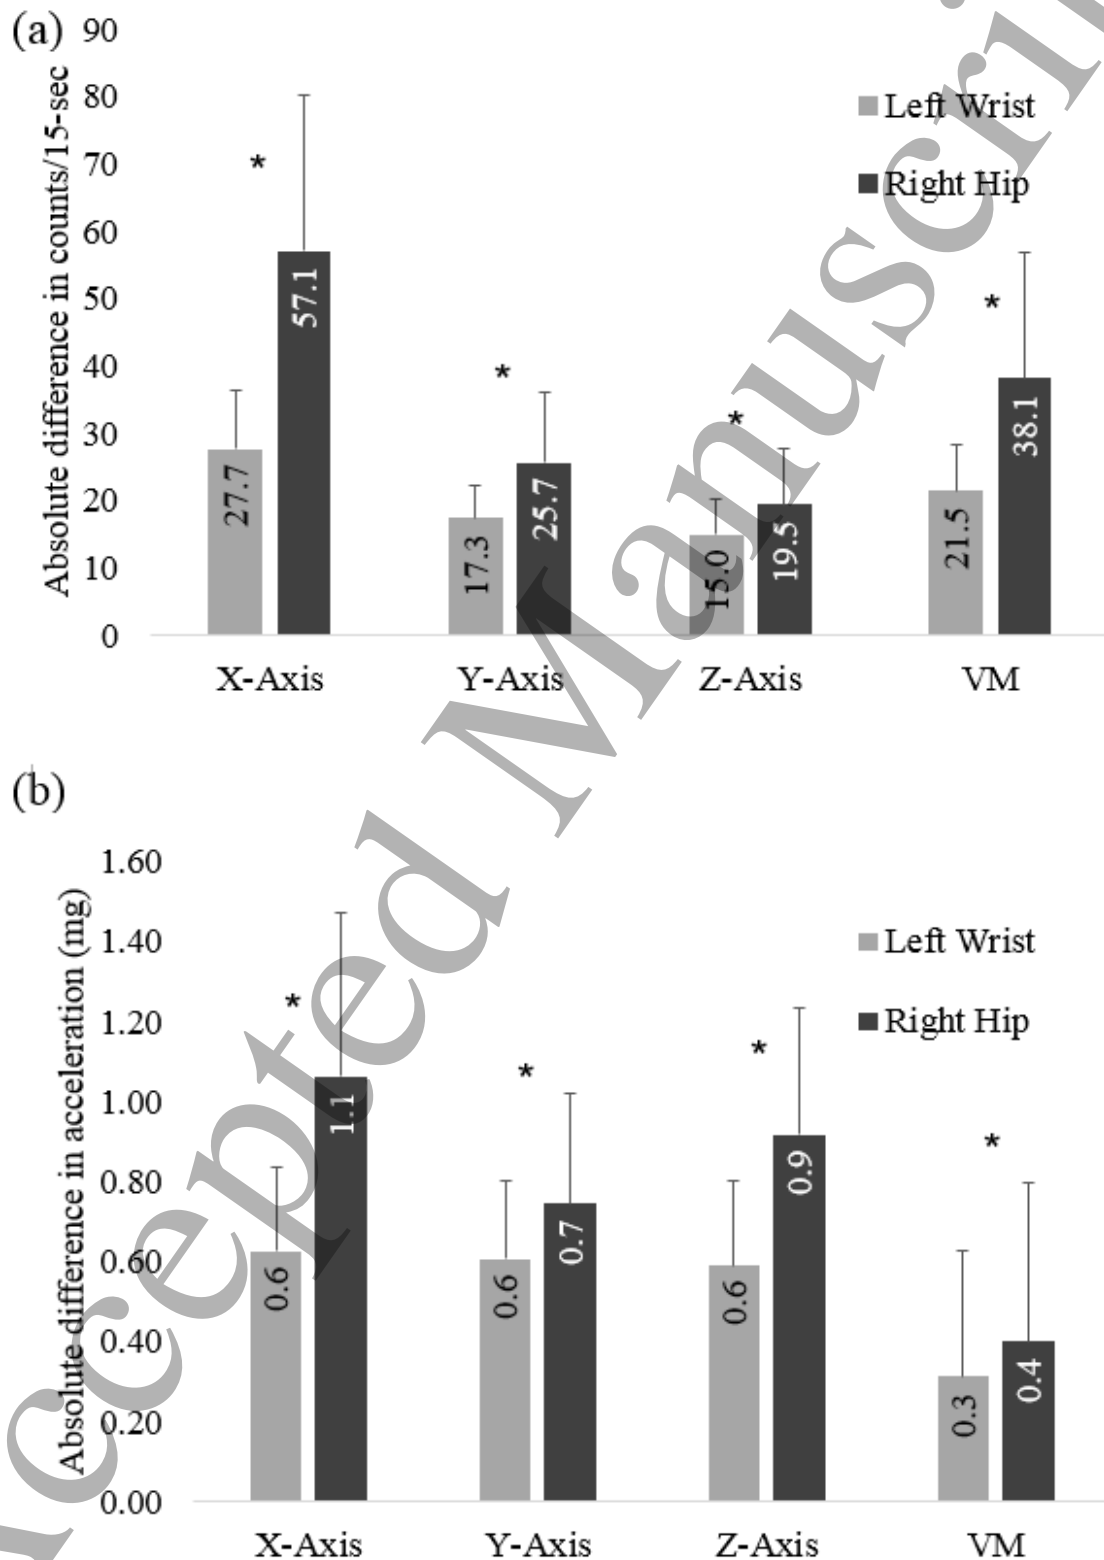 (a)
Absolute difference in counts/15-sec
90
80
70
60
50
40
30
20
10
0
Left Wrist
Right Hip
*
*
*
*
27.7
57.1
17.3
25.7
15.0
19.5
21.5
38.1
X-Axis
Y-Axis
Z-Axis
VM
(b)
Absolute difference in acceleration (mg)
1.60
1.40
1.20
1.00
0.80
0.60
0.40
0.20
0.00
Left Wrist
Right Hip
*
*
*
*
0.6
1.1
0.6
0.7
0.6
0.9
0.3
0.4
X-Axis
Y-Axis
Z-Axis
VM
ccepted Manuscri